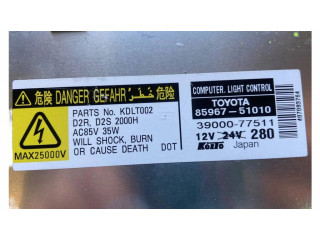 危険 DANGER GEFAHR خطر 危险
PARTS No. KDLT002
D2R, D2S 2000H
AC85V 35W
WILL SHOCK, BURN
OR CAUSE DEATH DOT
MAX25000V
COMPUTER. LIGHT CONTROL
TOYOTA
85967-51010
39000-77511
12V 24V 280
Koito Japan